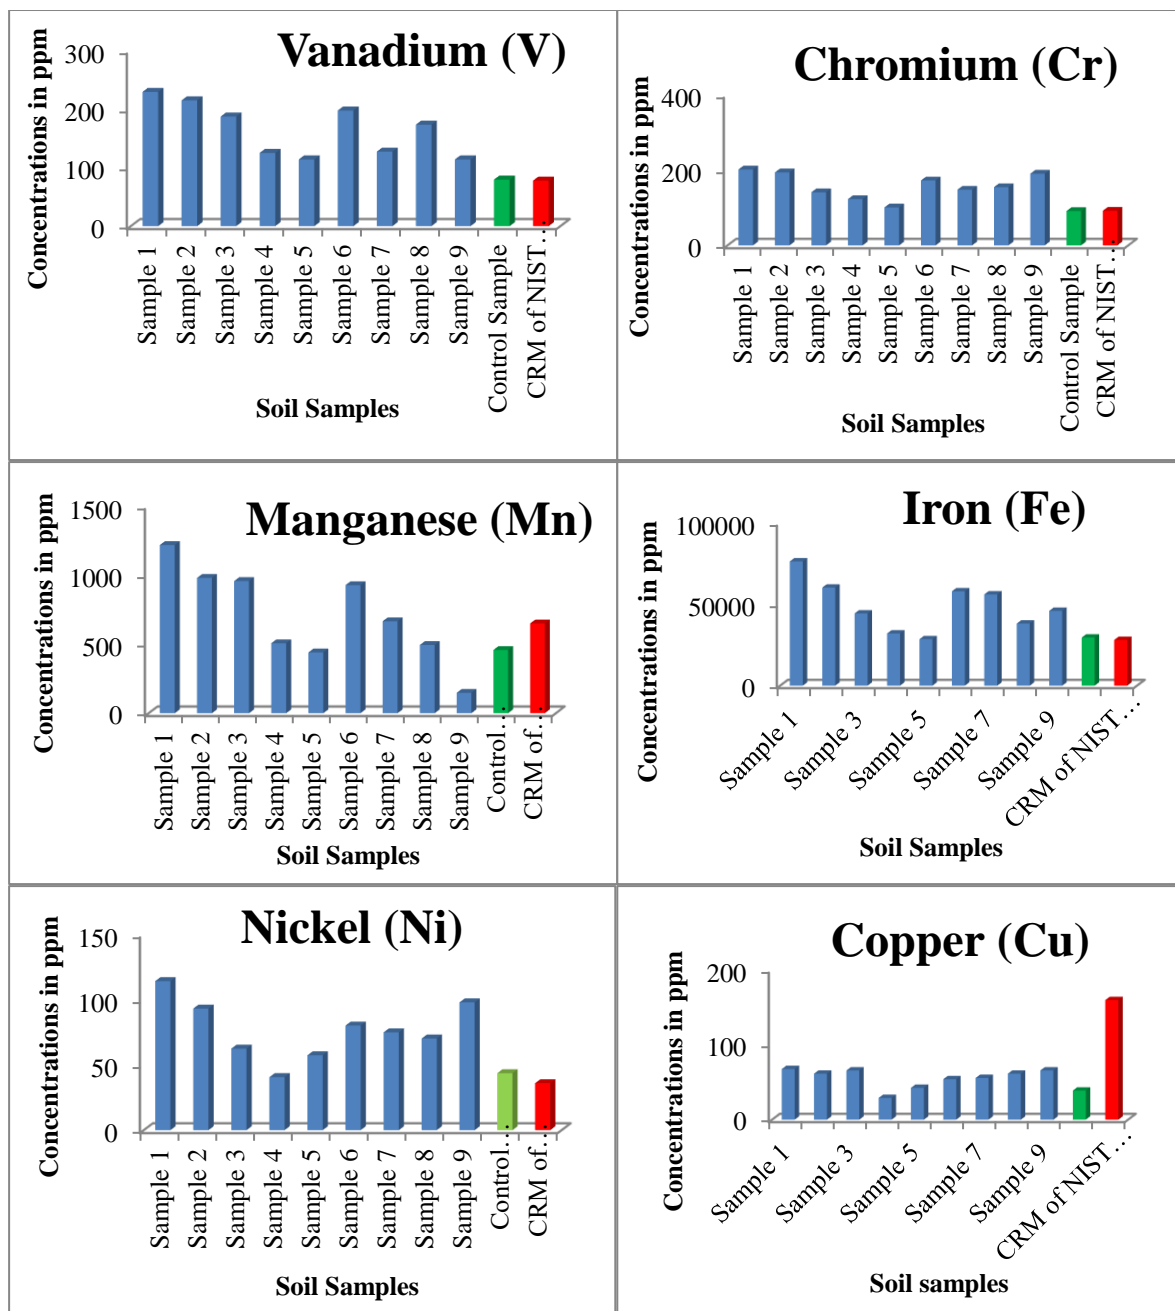 Vanadium (V)
Concentrations in ppm
300
200
100
0
Sample 1
Sample 2
Sample 3
Sample 4
Sample 5
Sample 6
Sample 7
Sample 8
Sample 9
Control Sample
CRM of NIST…
Soil Samples
Chromium (Cr)
Concentrations in ppm
400
200
0
Sample 1
Sample 2
Sample 3
Sample 4
Sample 5
Sample 6
Sample 7
Sample 8
Sample 9
Control Sample
CRM of NIST…
Soil Samples
Manganese (Mn)
Concentrations in ppm
1500
1000
500
0
Sample 1
Sample 2
Sample 3
Sample 4
Sample 5
Sample 6
Sample 7
Sample 8
Sample 9
Control…
CRM of…
Soil Samples
Iron (Fe)
Concentrations in ppm
100000
50000
0
Sample 1
Sample 3
Sample 5
Sample 7
Sample 9
CRM of NIST…
Soil Samples
Nickel (Ni)
Concentrations in ppm
150
100
50
0
Sample 1
Sample 2
Sample 3
Sample 4
Sample 5
Sample 6
Sample 7
Sample 8
Sample 9
Control…
CRM of…
Soil Samples
Copper (Cu)
Concentrations in ppm
200
100
0
Sample 1
Sample 3
Sample 5
Sample 7
Sample 9
CRM of NIST…
Soil samples